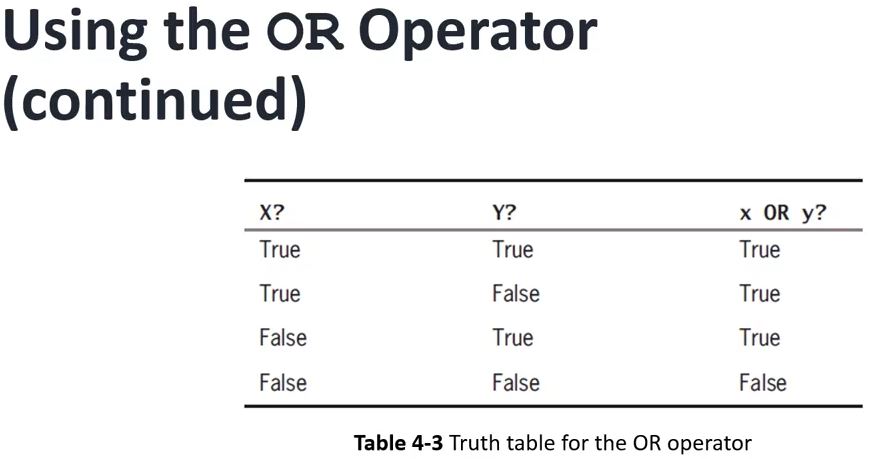 Using the OR Operator
(continued)
X? Y? x OR y?
True True True
True False True
False True True
False False False
Table 4-3 Truth table for the OR operator